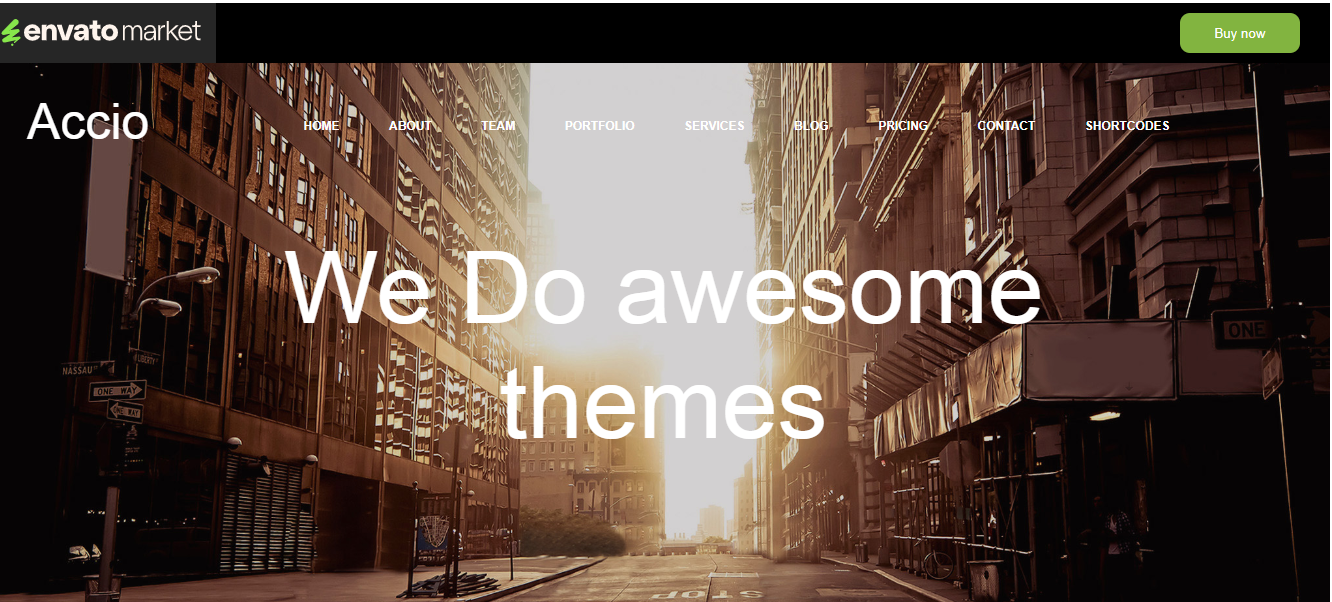 envato market
Buy now
Accio
HOME ABOUT TEAM PORTFOLIO SERVICES BLOG PRICING CONTACT SHORTCODES
We Do awesome
themes
ONE
NASSAU
LIBERTY
ONE WAY
ONE WAY
STOP